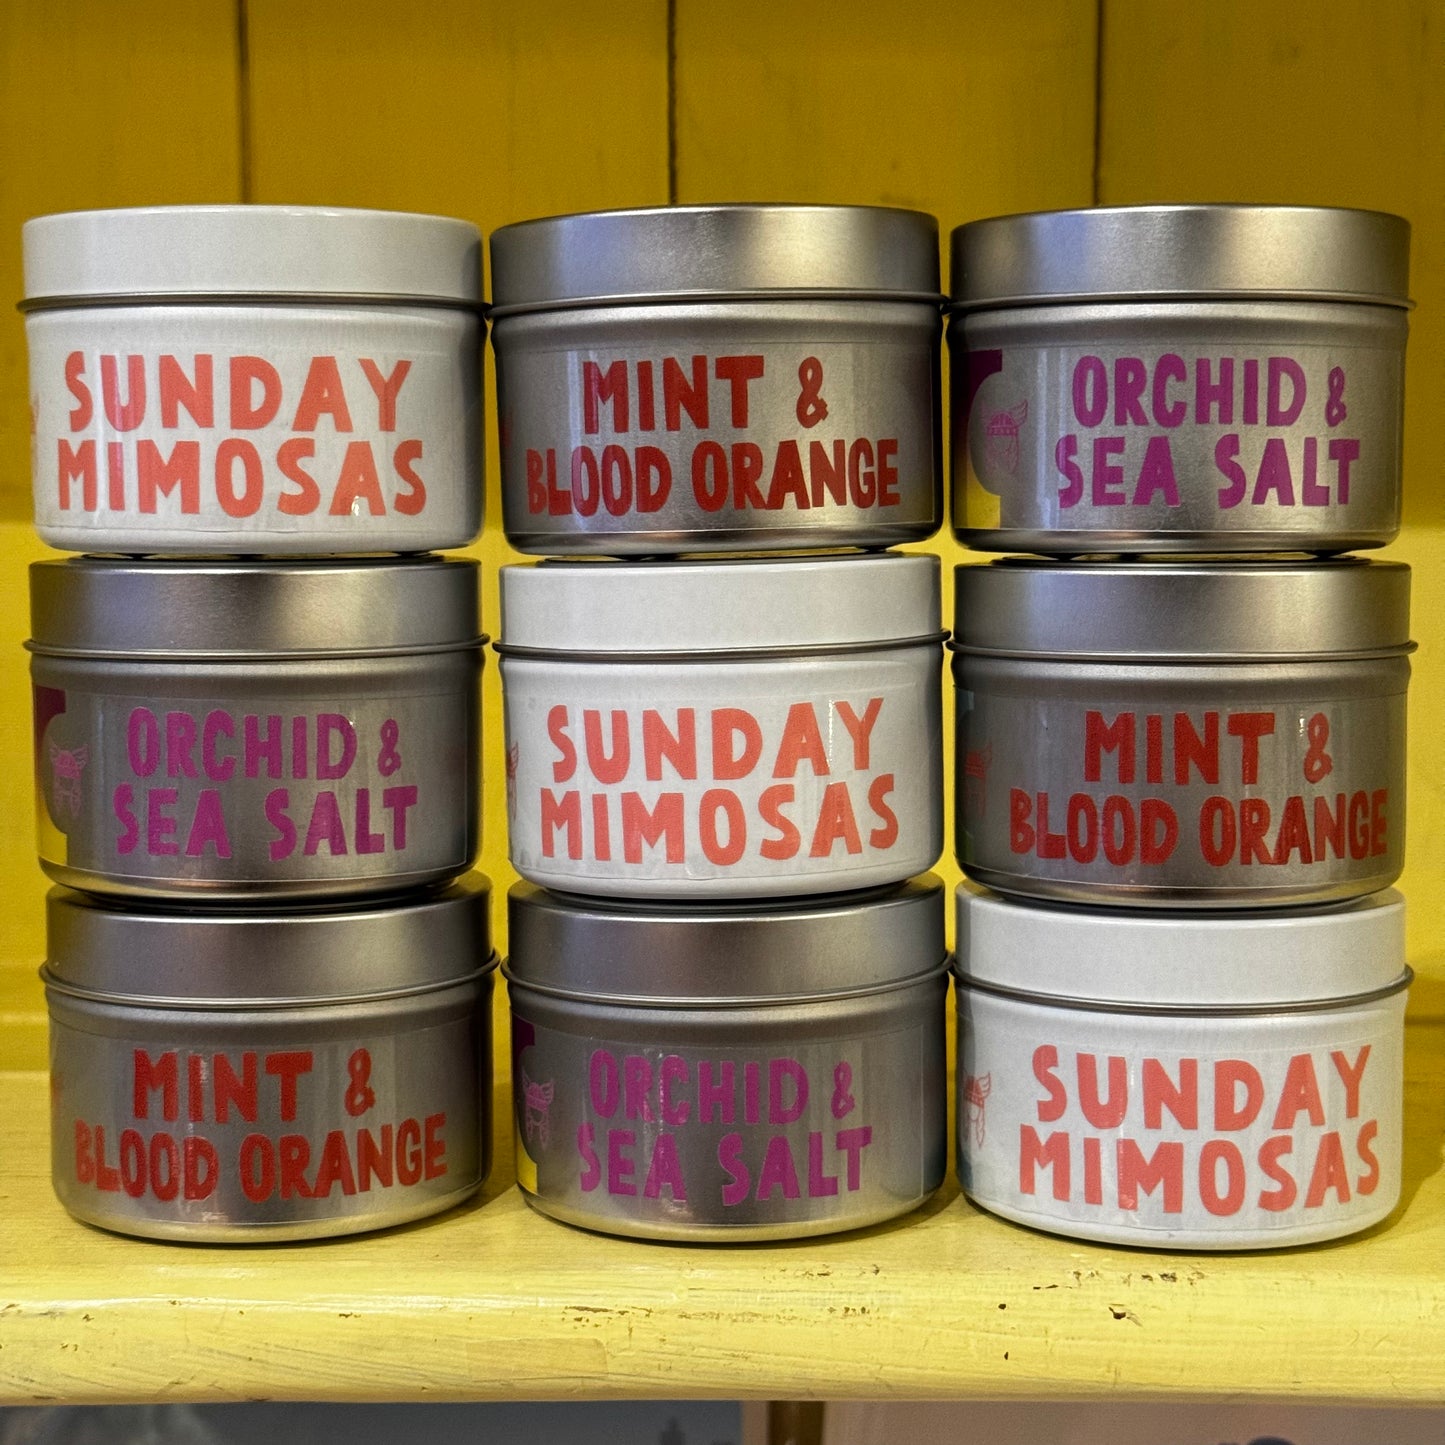 SUNDAY
MIMOSAS
MINT &
BLOOD ORANGE
ORCHID &
SEA SALT
ORCHID &
SEA SALT
SUNDAY
MIMOSAS
MINT &
BLOOD ORANGE
MINT &
BLOOD ORANGE
ORCHID &
SEA SALT
SUNDAY
MIMOSAS